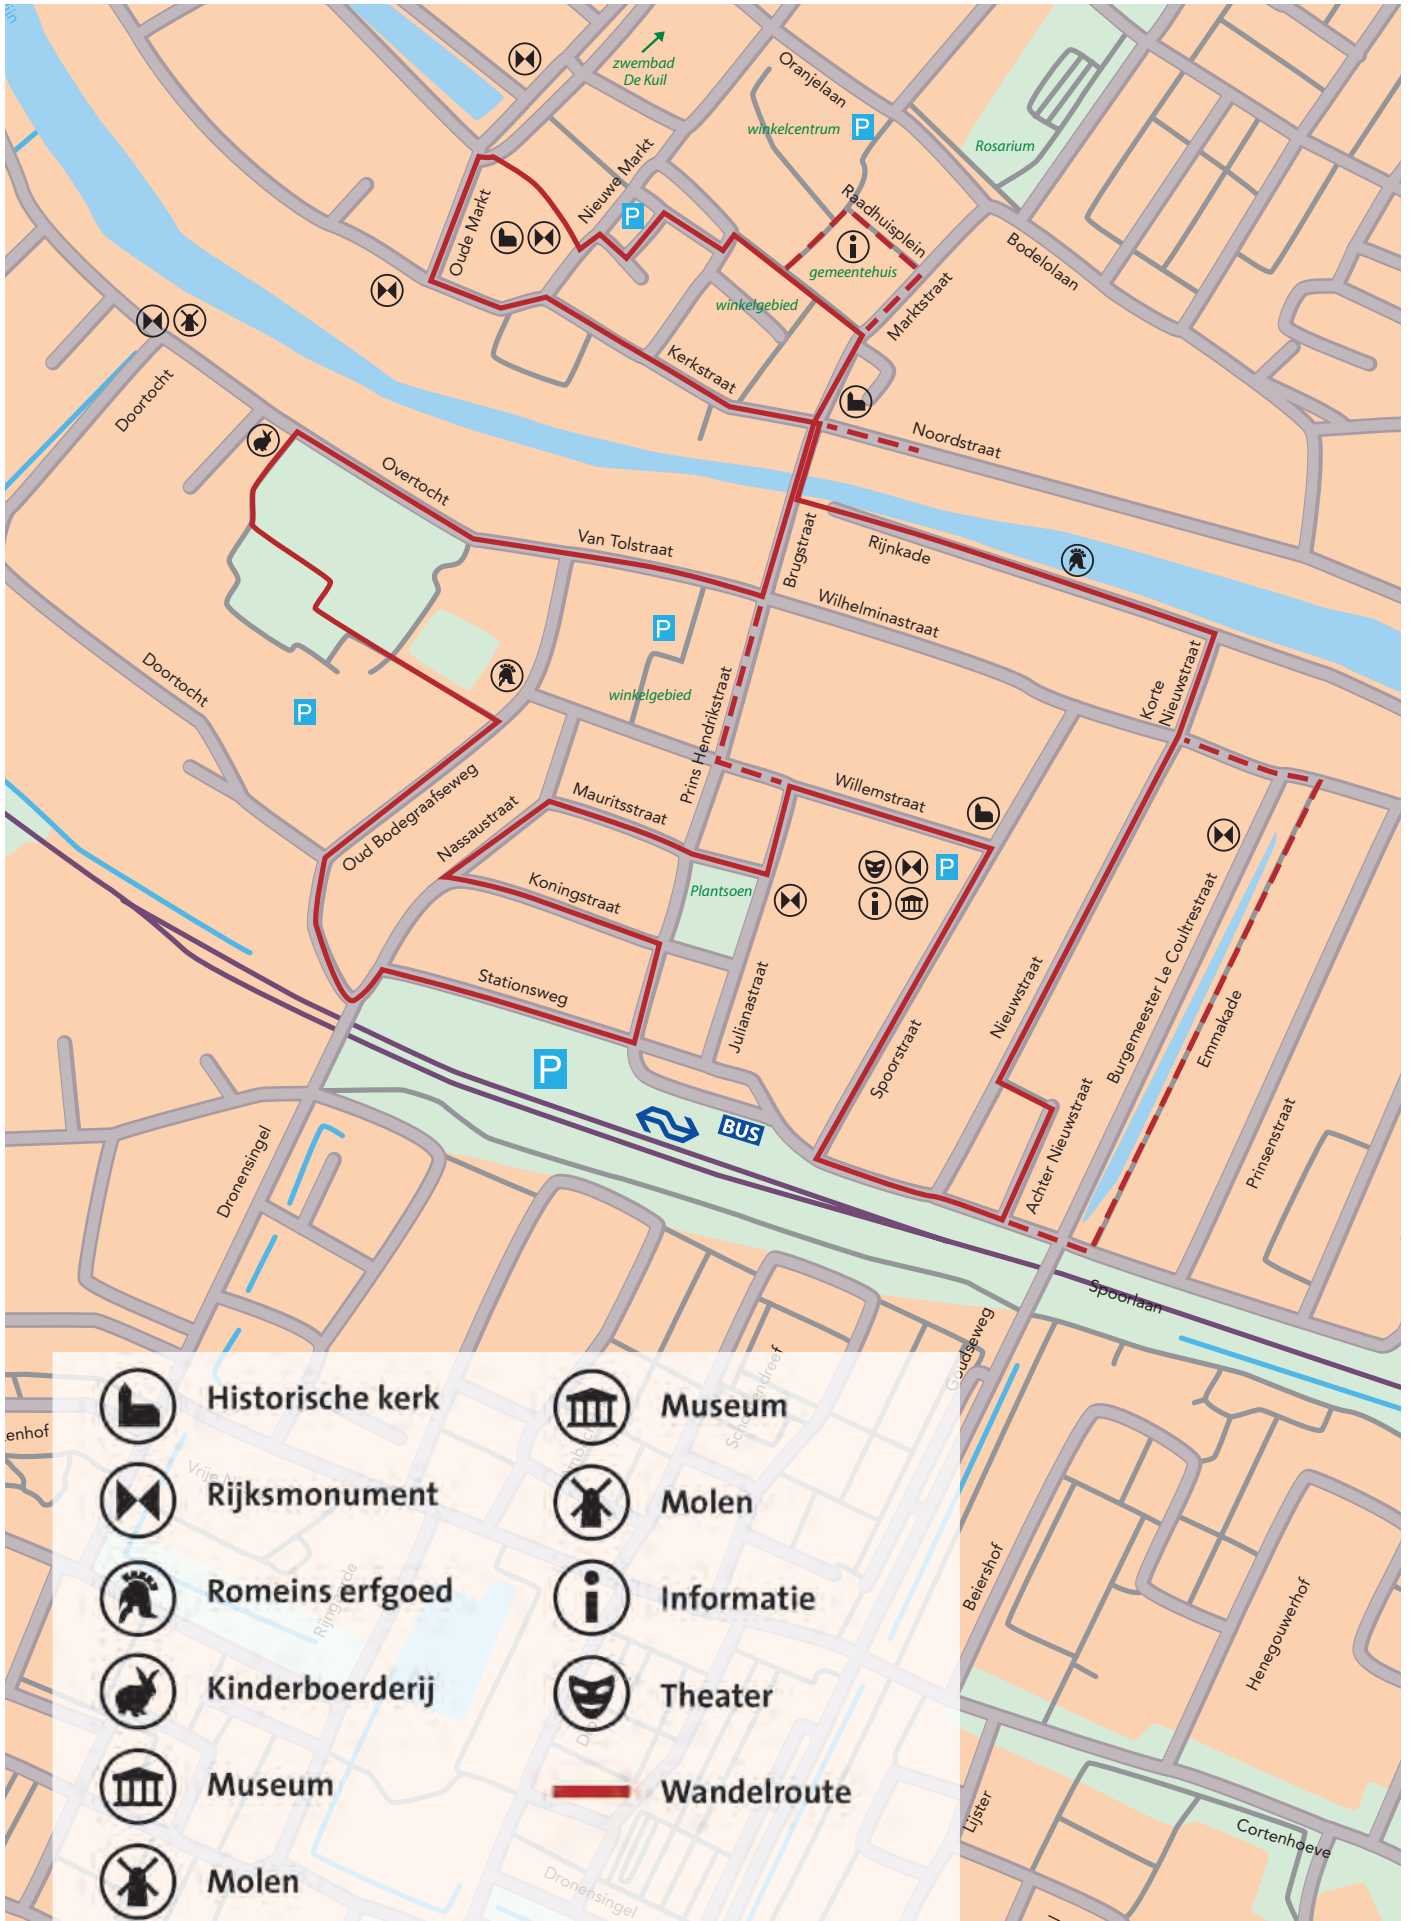 zwembad
De Kuil
Oranjelaan
winkelcentrum
P
Rosarium
Nieuwe Markt
Raadhuisplein
P
Oude Markt
gemeentehuis
Bodelolaan
winkelgebied
Marktstraat
Kerkstraat
Doortocht
Noordstraat
Overtocht
Van Tolstraat
Brugstraat
Rijnkade
Wilhelminastraat
P
Doortocht
Korte
Nieuwstraat
winkelgebied
P
Prins Hendrikstraat
Oud Bodegraafseweg
Nassaustraat
Mauritsstraat
Willemstraat
P
Koningstraat
Plantsoen
Burgemeester Le Coultrestraat
Stationsweg
Julianastraat
Nieuwstraat
Emmakade
Spoorstraat
P
BUS
Achter Nieuwstraat
Prinsenstraat
Dronensingel
Spoorlaan
Goudseweg
enhof
Historische kerk
Museum
Rijksmonument
Molen
Romeins erfgoed
Informatie
Kinderboerderij
Theater
Museum
Wandelroute
Molen
Beiershof
Henegouwerhof
Lijster
Cortenhoeve
Dronensingel